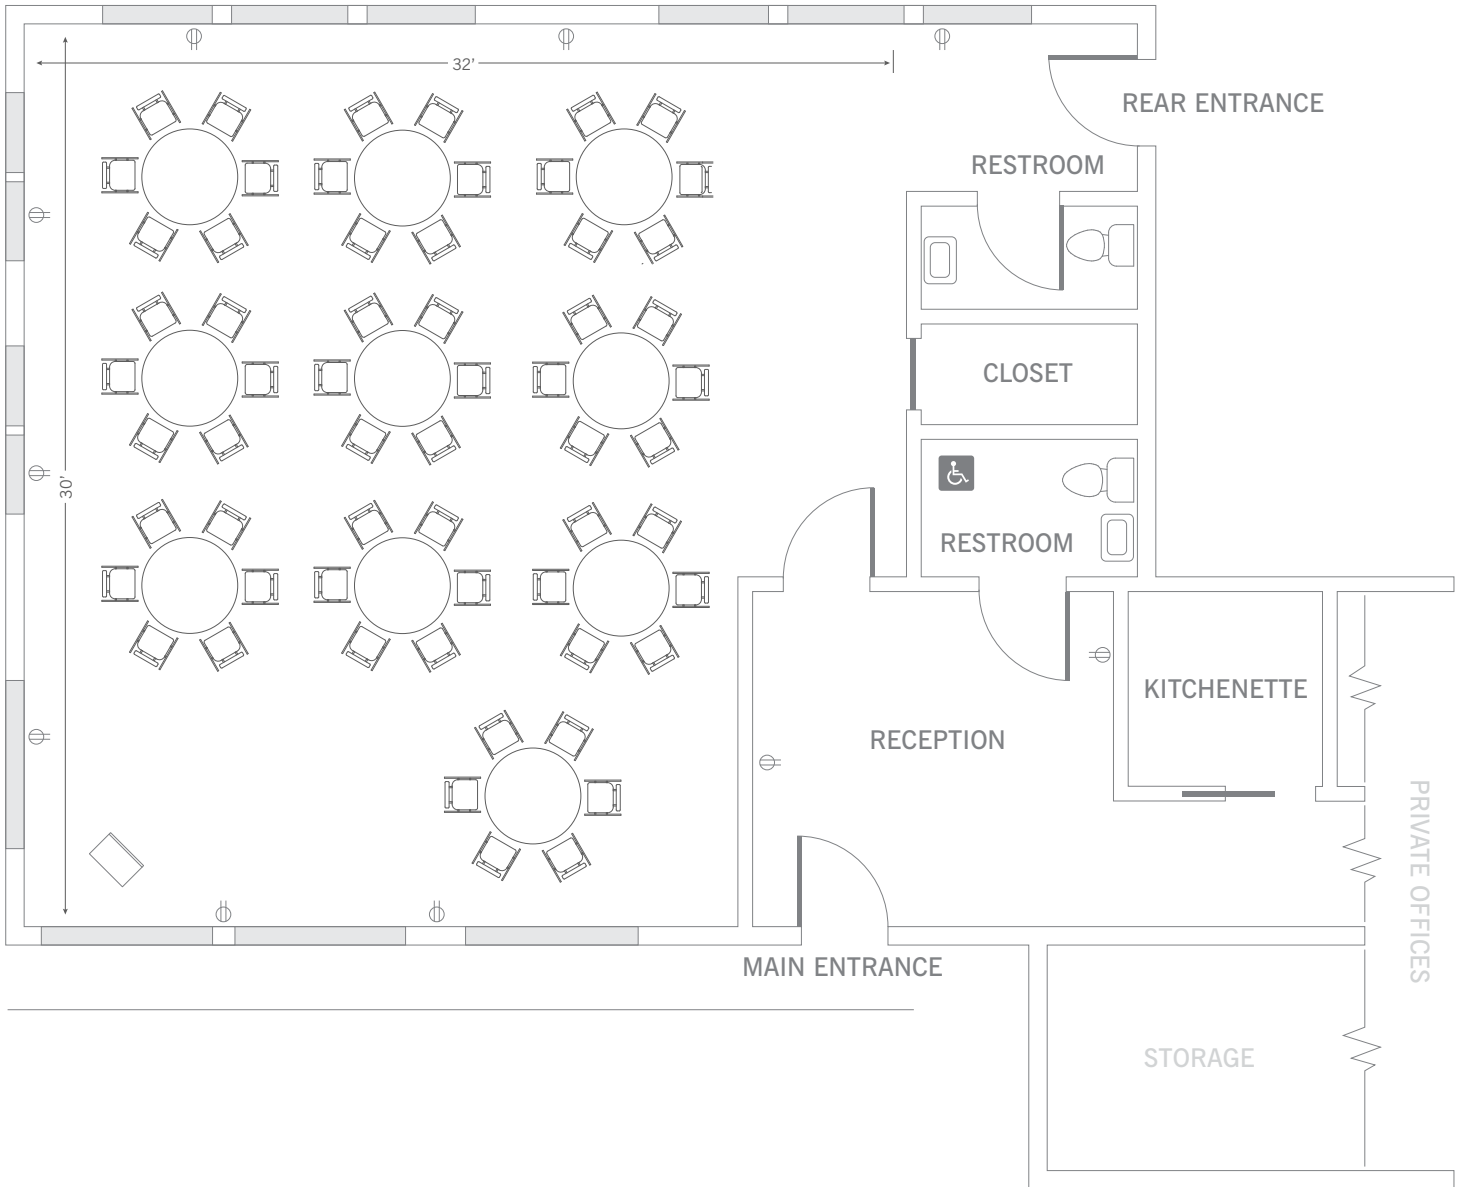 32'
REAR ENTRANCE
RESTROOM
CLOSET
30'
RESTROOM
KITCHENETTE
RECEPTION
PRIVATE OFFICES
MAIN ENTRANCE
STORAGE